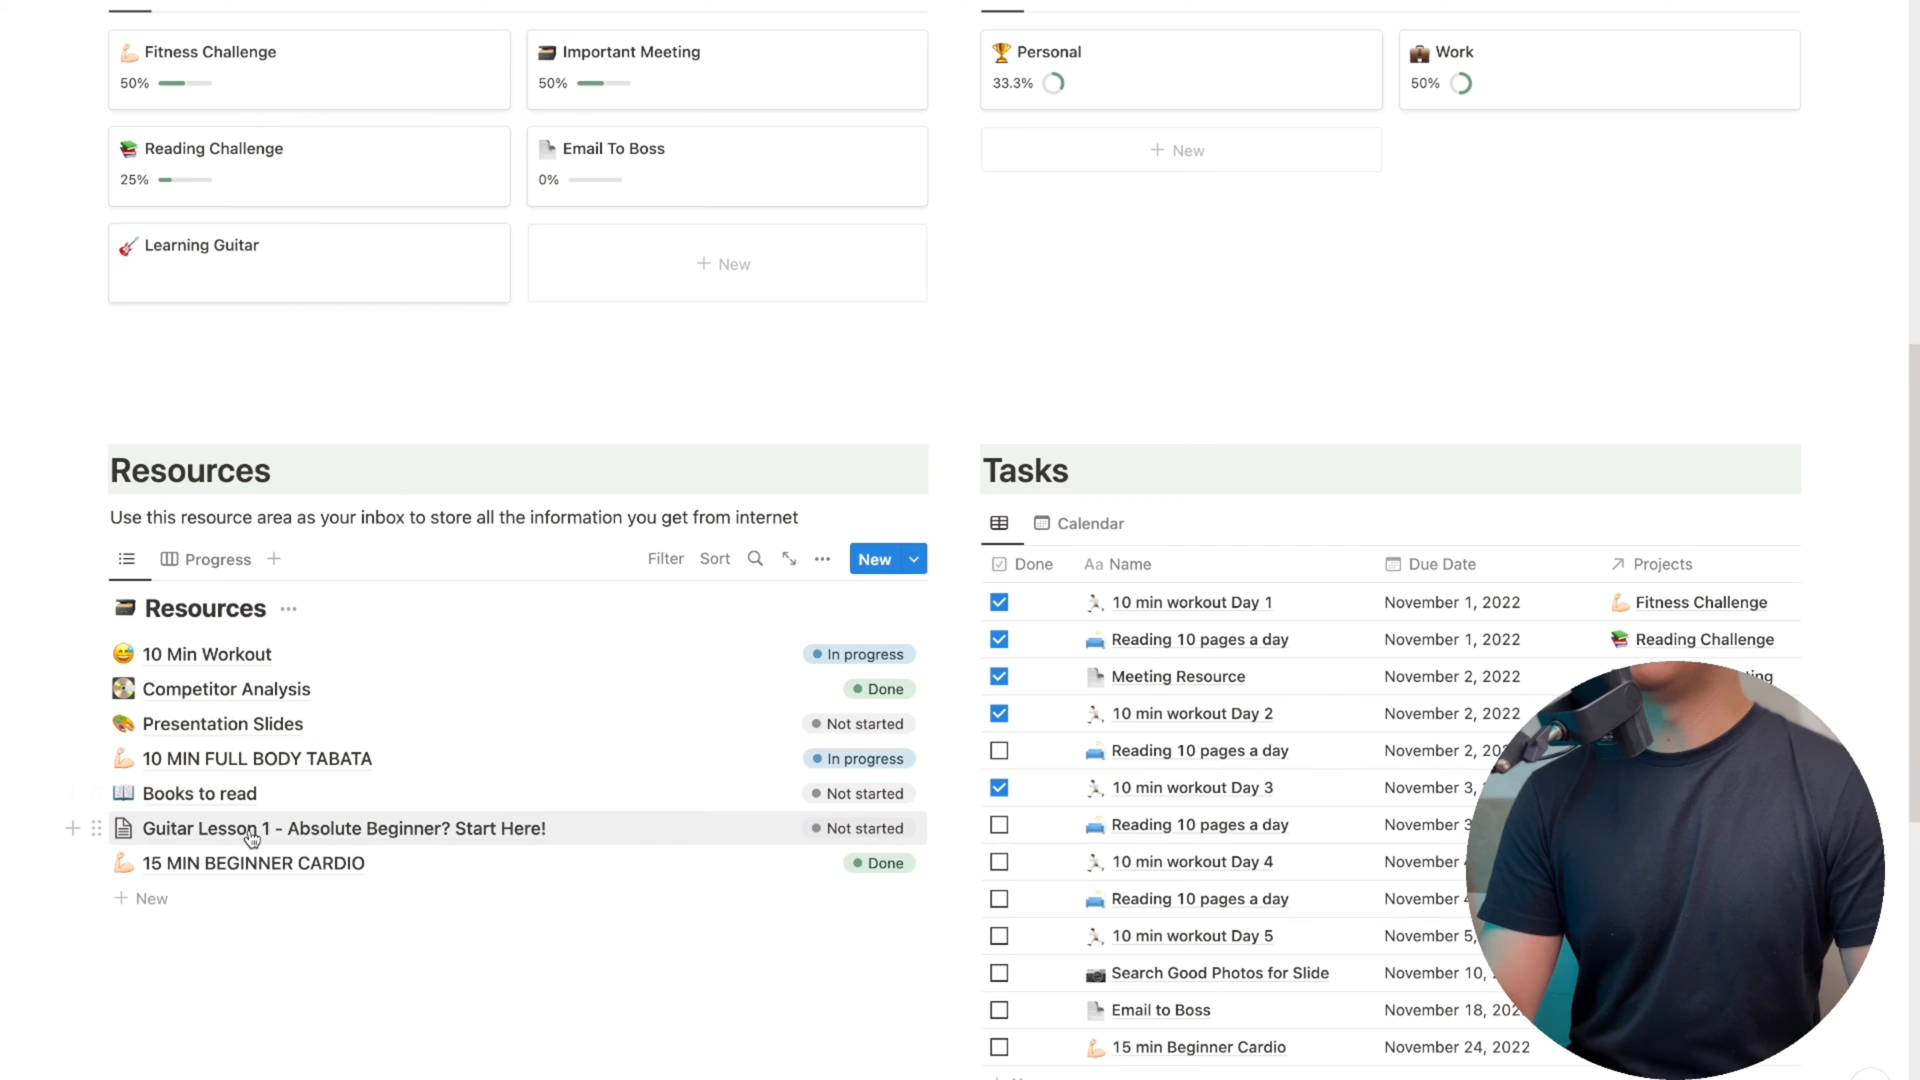 Fitness Challenge
50%
Important Meeting
50%
Reading Challenge
25%
Email To Boss
0%
Learning Guitar
+ New
Personal
33.3%
Work
50%
+ New
Resources
Use this resource area as your inbox to store all the information you get from internet
Progress +
Filter Sort New
Resources
10 Min Workout In progress
Competitor Analysis Done
Presentation Slides Not started
10 MIN FULL BODY TABATA In progress
Books to read Not started
Guitar Lesson 1 - Absolute Beginner? Start Here! Not started
15 MIN BEGINNER CARDIO Done
+ New
Tasks
Calendar
Done Aa Name Due Date Projects
10 min workout Day 1 November 1, 2022 Fitness Challenge
Reading 10 pages a day November 1, 2022 Reading Challenge
Meeting Resource November 2, 2022
10 min workout Day 2 November 2, 2022
Reading 10 pages a day November 2,
10 min workout Day 3 November 3,
Reading 10 pages a day November
10 min workout Day 4 November
Reading 10 pages a day November
10 min workout Day 5 November 5,
Search Good Photos for Slide November 10,
Email to Boss November 18,
15 min Beginner Cardio November 24, 2022